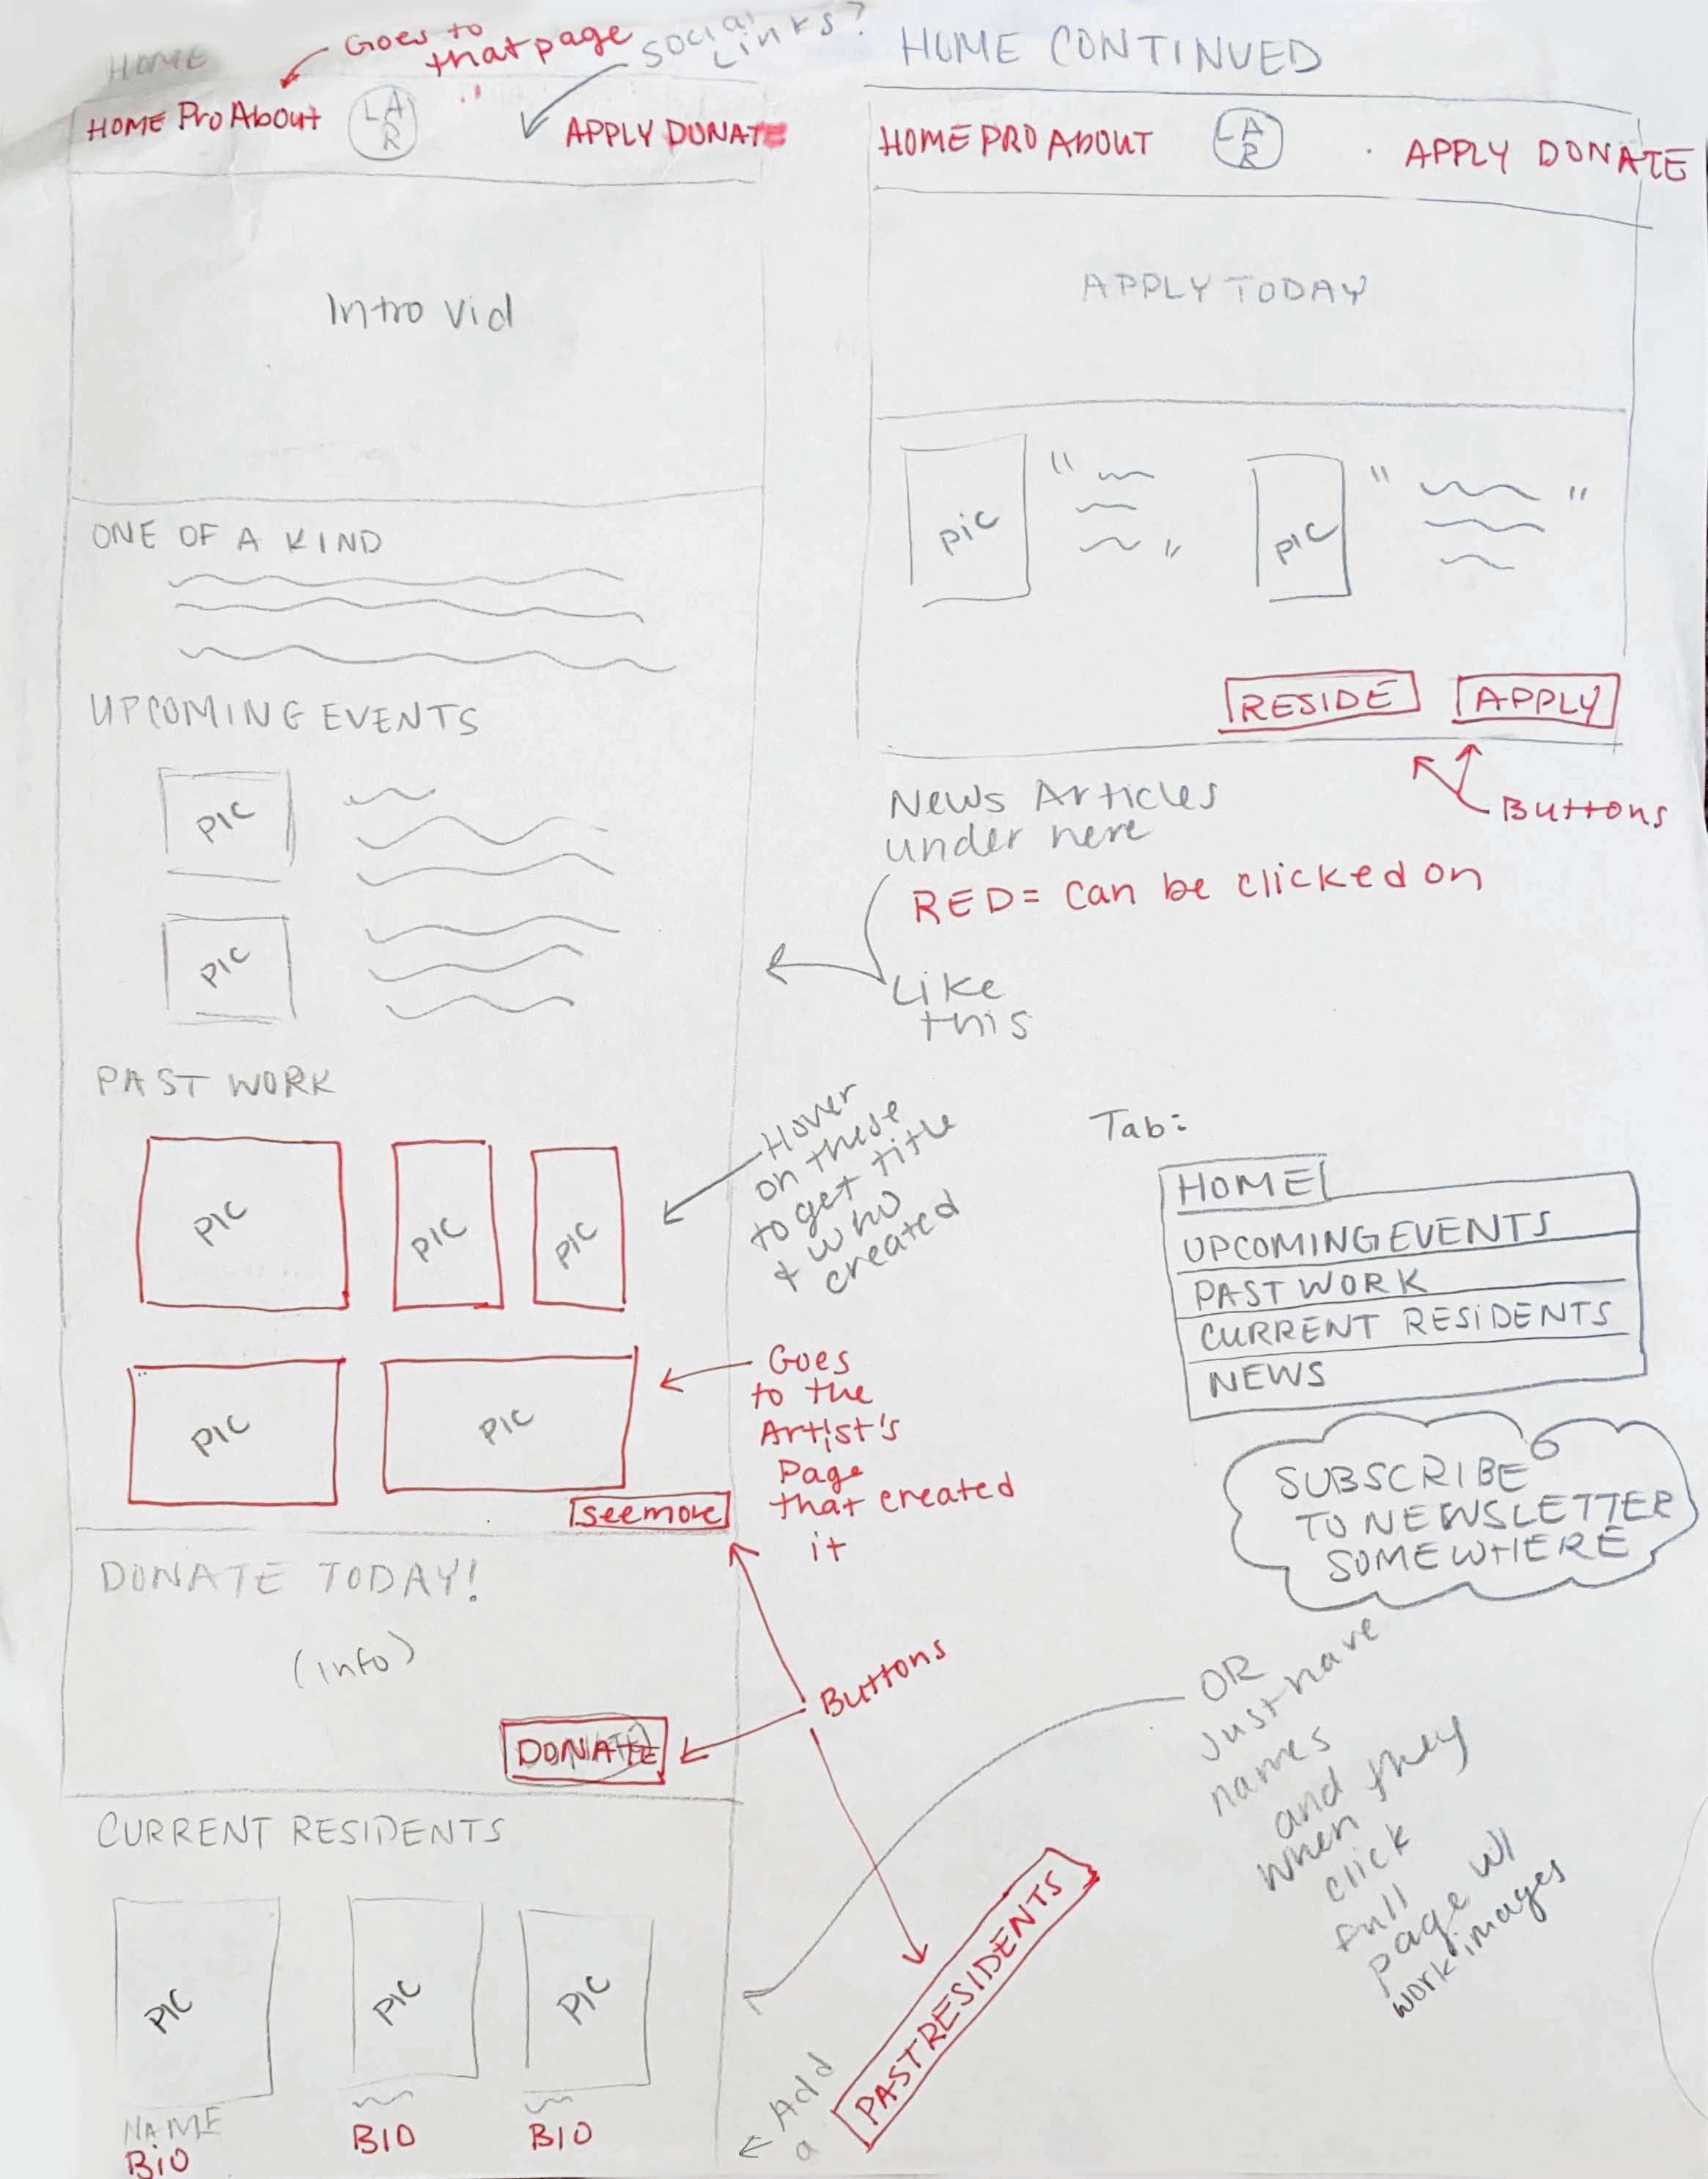 HOME
Goes to
that page
Social
Links?
HOME Pro About
LAR
APPLY DONATE
Intro Vid
ONE OF A KIND
UPCOMING EVENTS
PIC
PIC
PAST WORK
PIC
PIC
PIC
Hover
on these
to get title
& who
created
PIC
PIC
Goes
to the
Artist's
Page
that created
it
see more
DONATE TODAY!
(info)
DONATE
Buttons
CURRENT RESIDENTS
PIC
PIC
PIC
NAME
BIO
BIO
BIO
Add
a
PAST RESIDENTS
HOME CONTINUED
HOME PRO ABOUT
LAR
APPLY DONATE
APPLY TODAY
pic
"
"
pic
"
"
RESIDE
APPLY
Buttons
News Articles
under here
RED= Can be clicked on
Like
this
Tab:
HOME
UPCOMING EVENTS
PAST WORK
CURRENT RESIDENTS
NEWS
SUBSCRIBE
TO NEWSLETTER
SOMEWHERE
OR
Just have
names
and
when they
click
full
page w/
work images